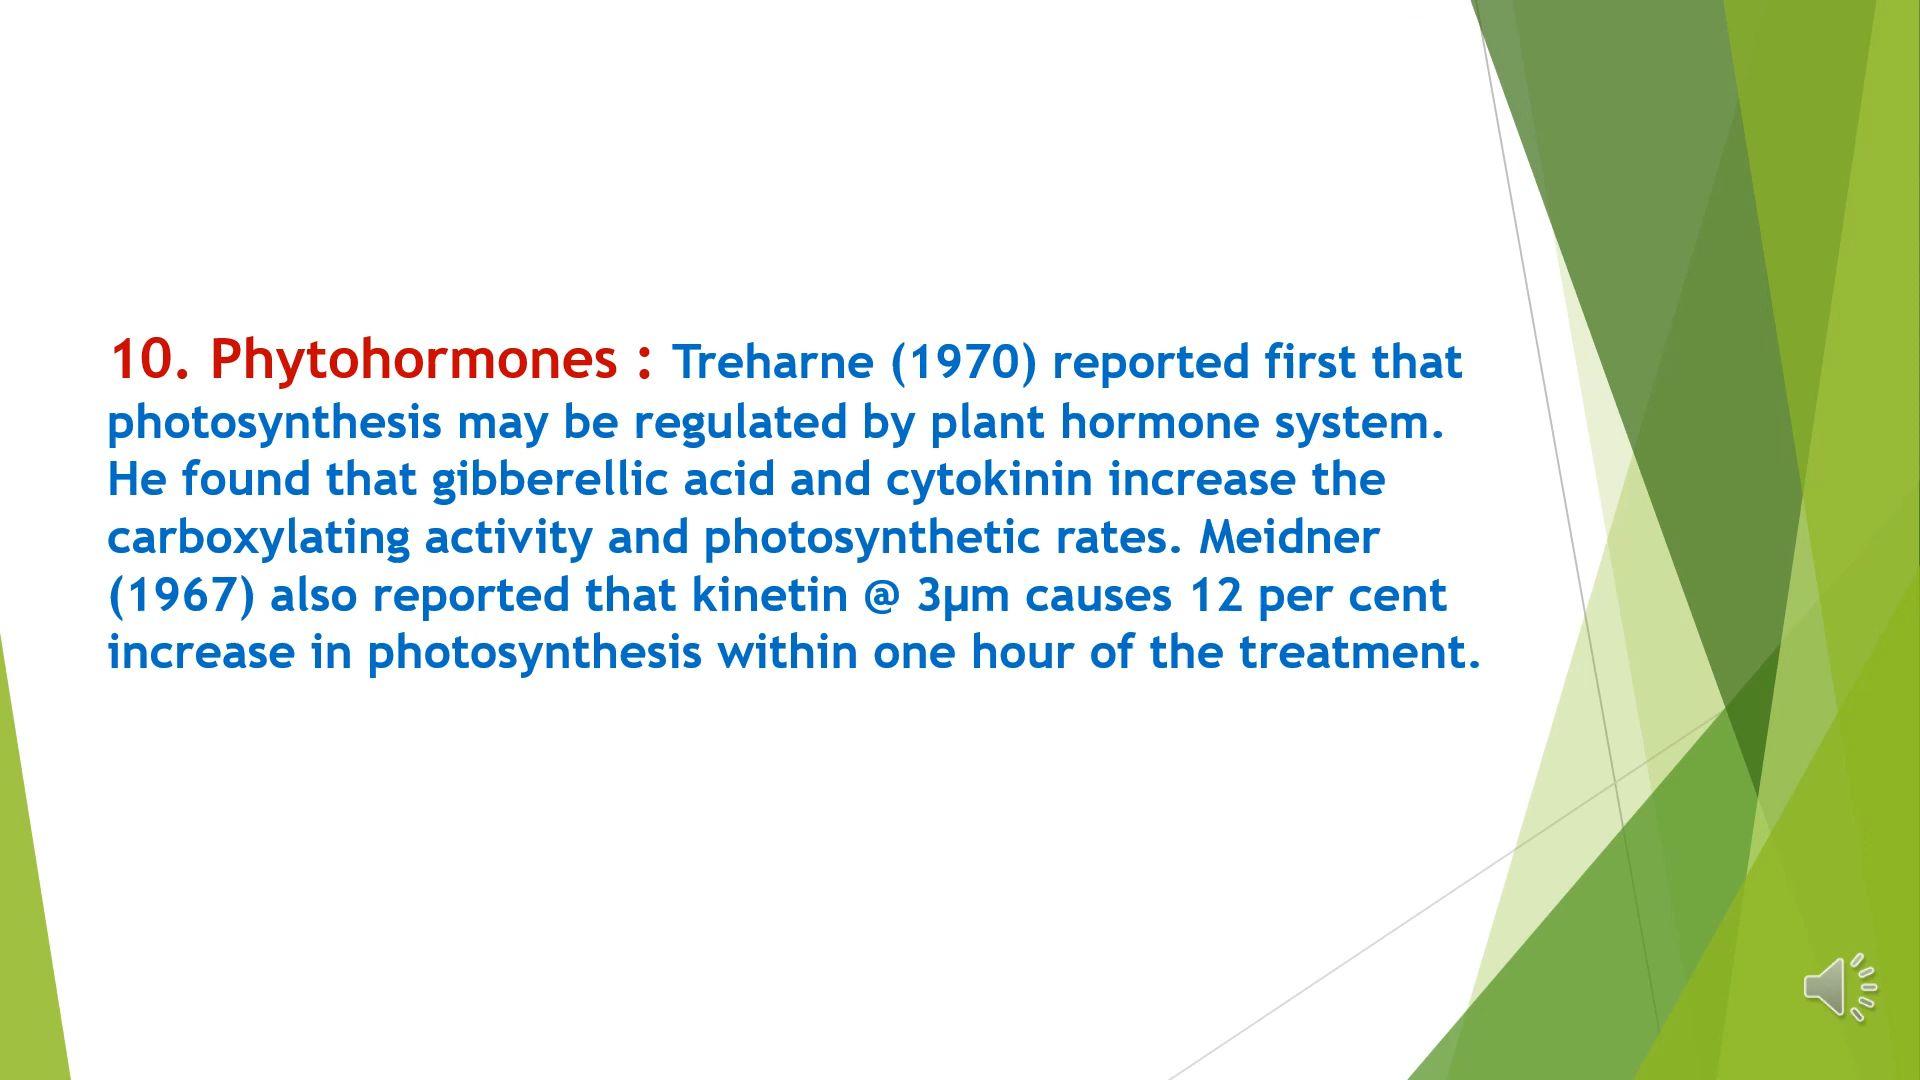 10. Phytohormones : Treharne (1970) reported first that
photosynthesis may be regulated by plant hormone system.
He found that gibberellic acid and cytokinin increase the
carboxylating activity and photosynthetic rates. Meidner
(1967) also reported that kinetin @ 3µm causes 12 per cent
increase in photosynthesis within one hour of the treatment.